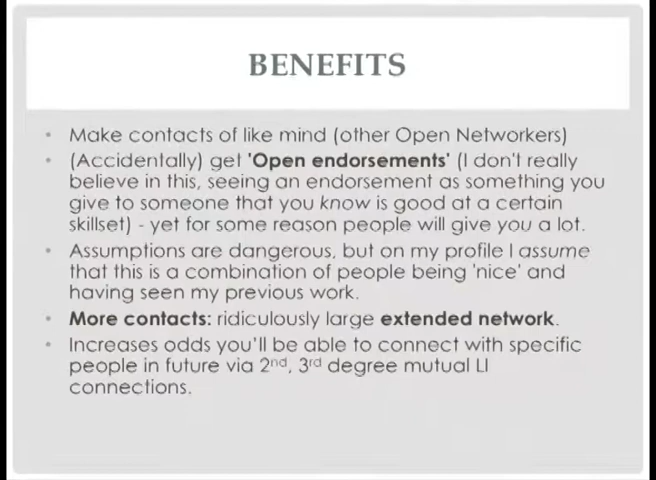 BENEFITS
• Make contacts of like mind (other Open Networkers)
• (Accidentally) get 'Open endorsements' (I don't really
believe in this, seeing an endorsement as something you
give to someone that you know is good at a certain
skillset) - yet for some reason people will give you a lot.
• Assumptions are dangerous, but on my profile I assume
that this is a combination of people being 'nice' and
having seen my previous work.
• More contacts: ridiculously large extended network.
• Increases odds you'll be able to connect with specific
people in future via 2nd, 3rd degree mutual LI
connections.